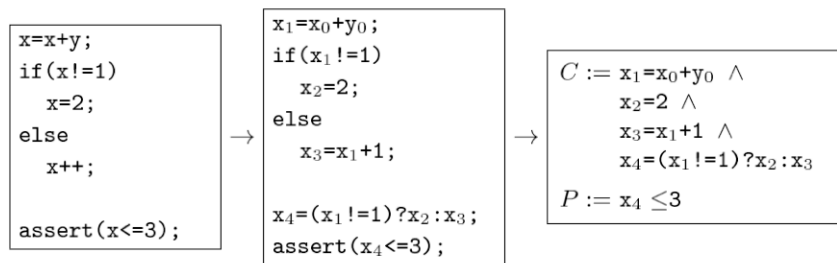 x=x+y;
if(x!=1)
x=2;
else
x++;
assert(x<=3);
→
x₁=x₀+y₀;
if(x₁!=1)
x₂=2;
else
x₃=x₁+1;
x₄=(x₁!=1)?x₂:x₃;
assert(x₄<=3);
→
C := x₁=x₀+y₀ ∧
x₂=2 ∧
x₃=x₁+1 ∧
x₄=(x₁!=1)?x₂:x₃
P := x₄ ≤3